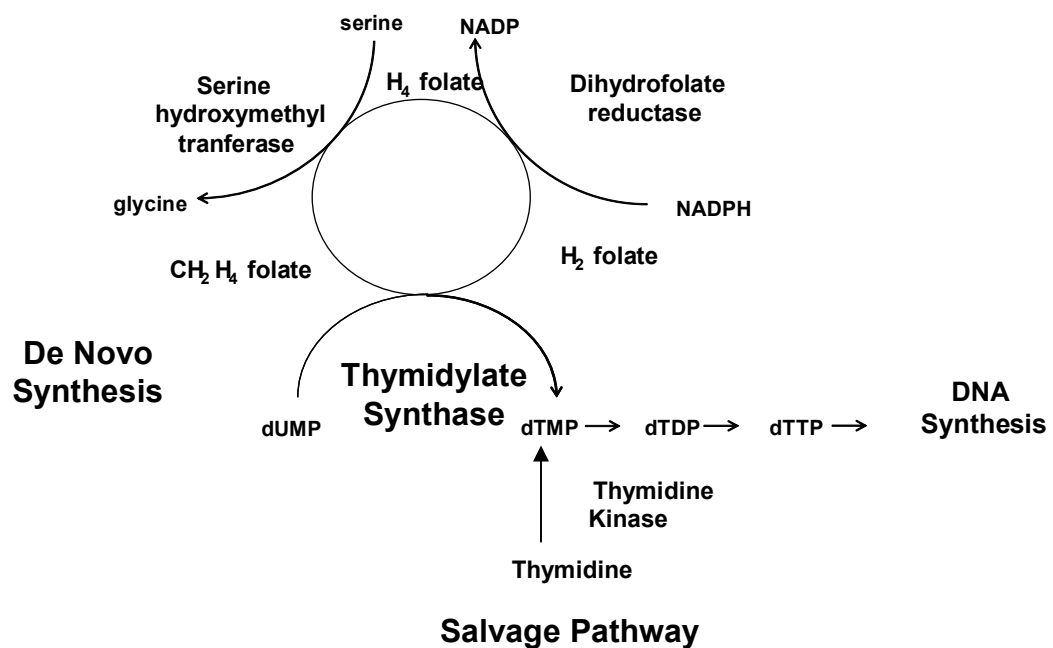 serine
NADP
H4 folate
Serine
hydroxymethyl
tranferase
Dihydrofolate
reductase
glycine
NADPH
CH2 H4 folate
H2 folate
De Novo
Synthesis
Thymidylate
Synthase
dUMP
dTMP
dTDP
dTTP
DNA
Synthesis
Thymidine
Kinase
Thymidine
Salvage Pathway